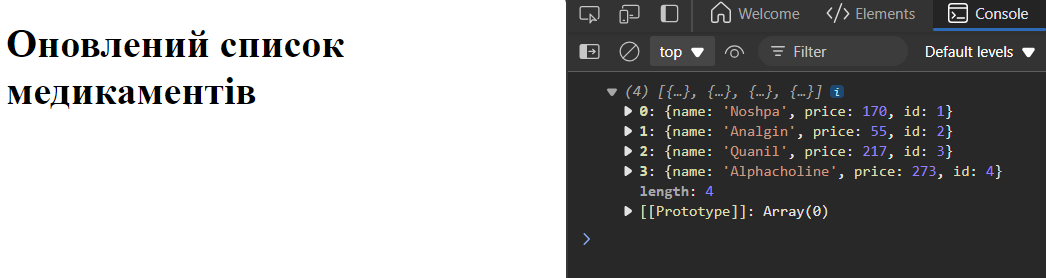 Оновлений список
медикаментів
Welcome Elements Console
top Filter Default levels
(4) [{…}, {…}, {…}, {…}] i
0: {name: 'Noshpa', price: 170, id: 1}
1: {name: 'Analgin', price: 55, id: 2}
2: {name: 'Quanil', price: 217, id: 3}
3: {name: 'Alphacholine', price: 273, id: 4}
length: 4
[[Prototype]]: Array(0)